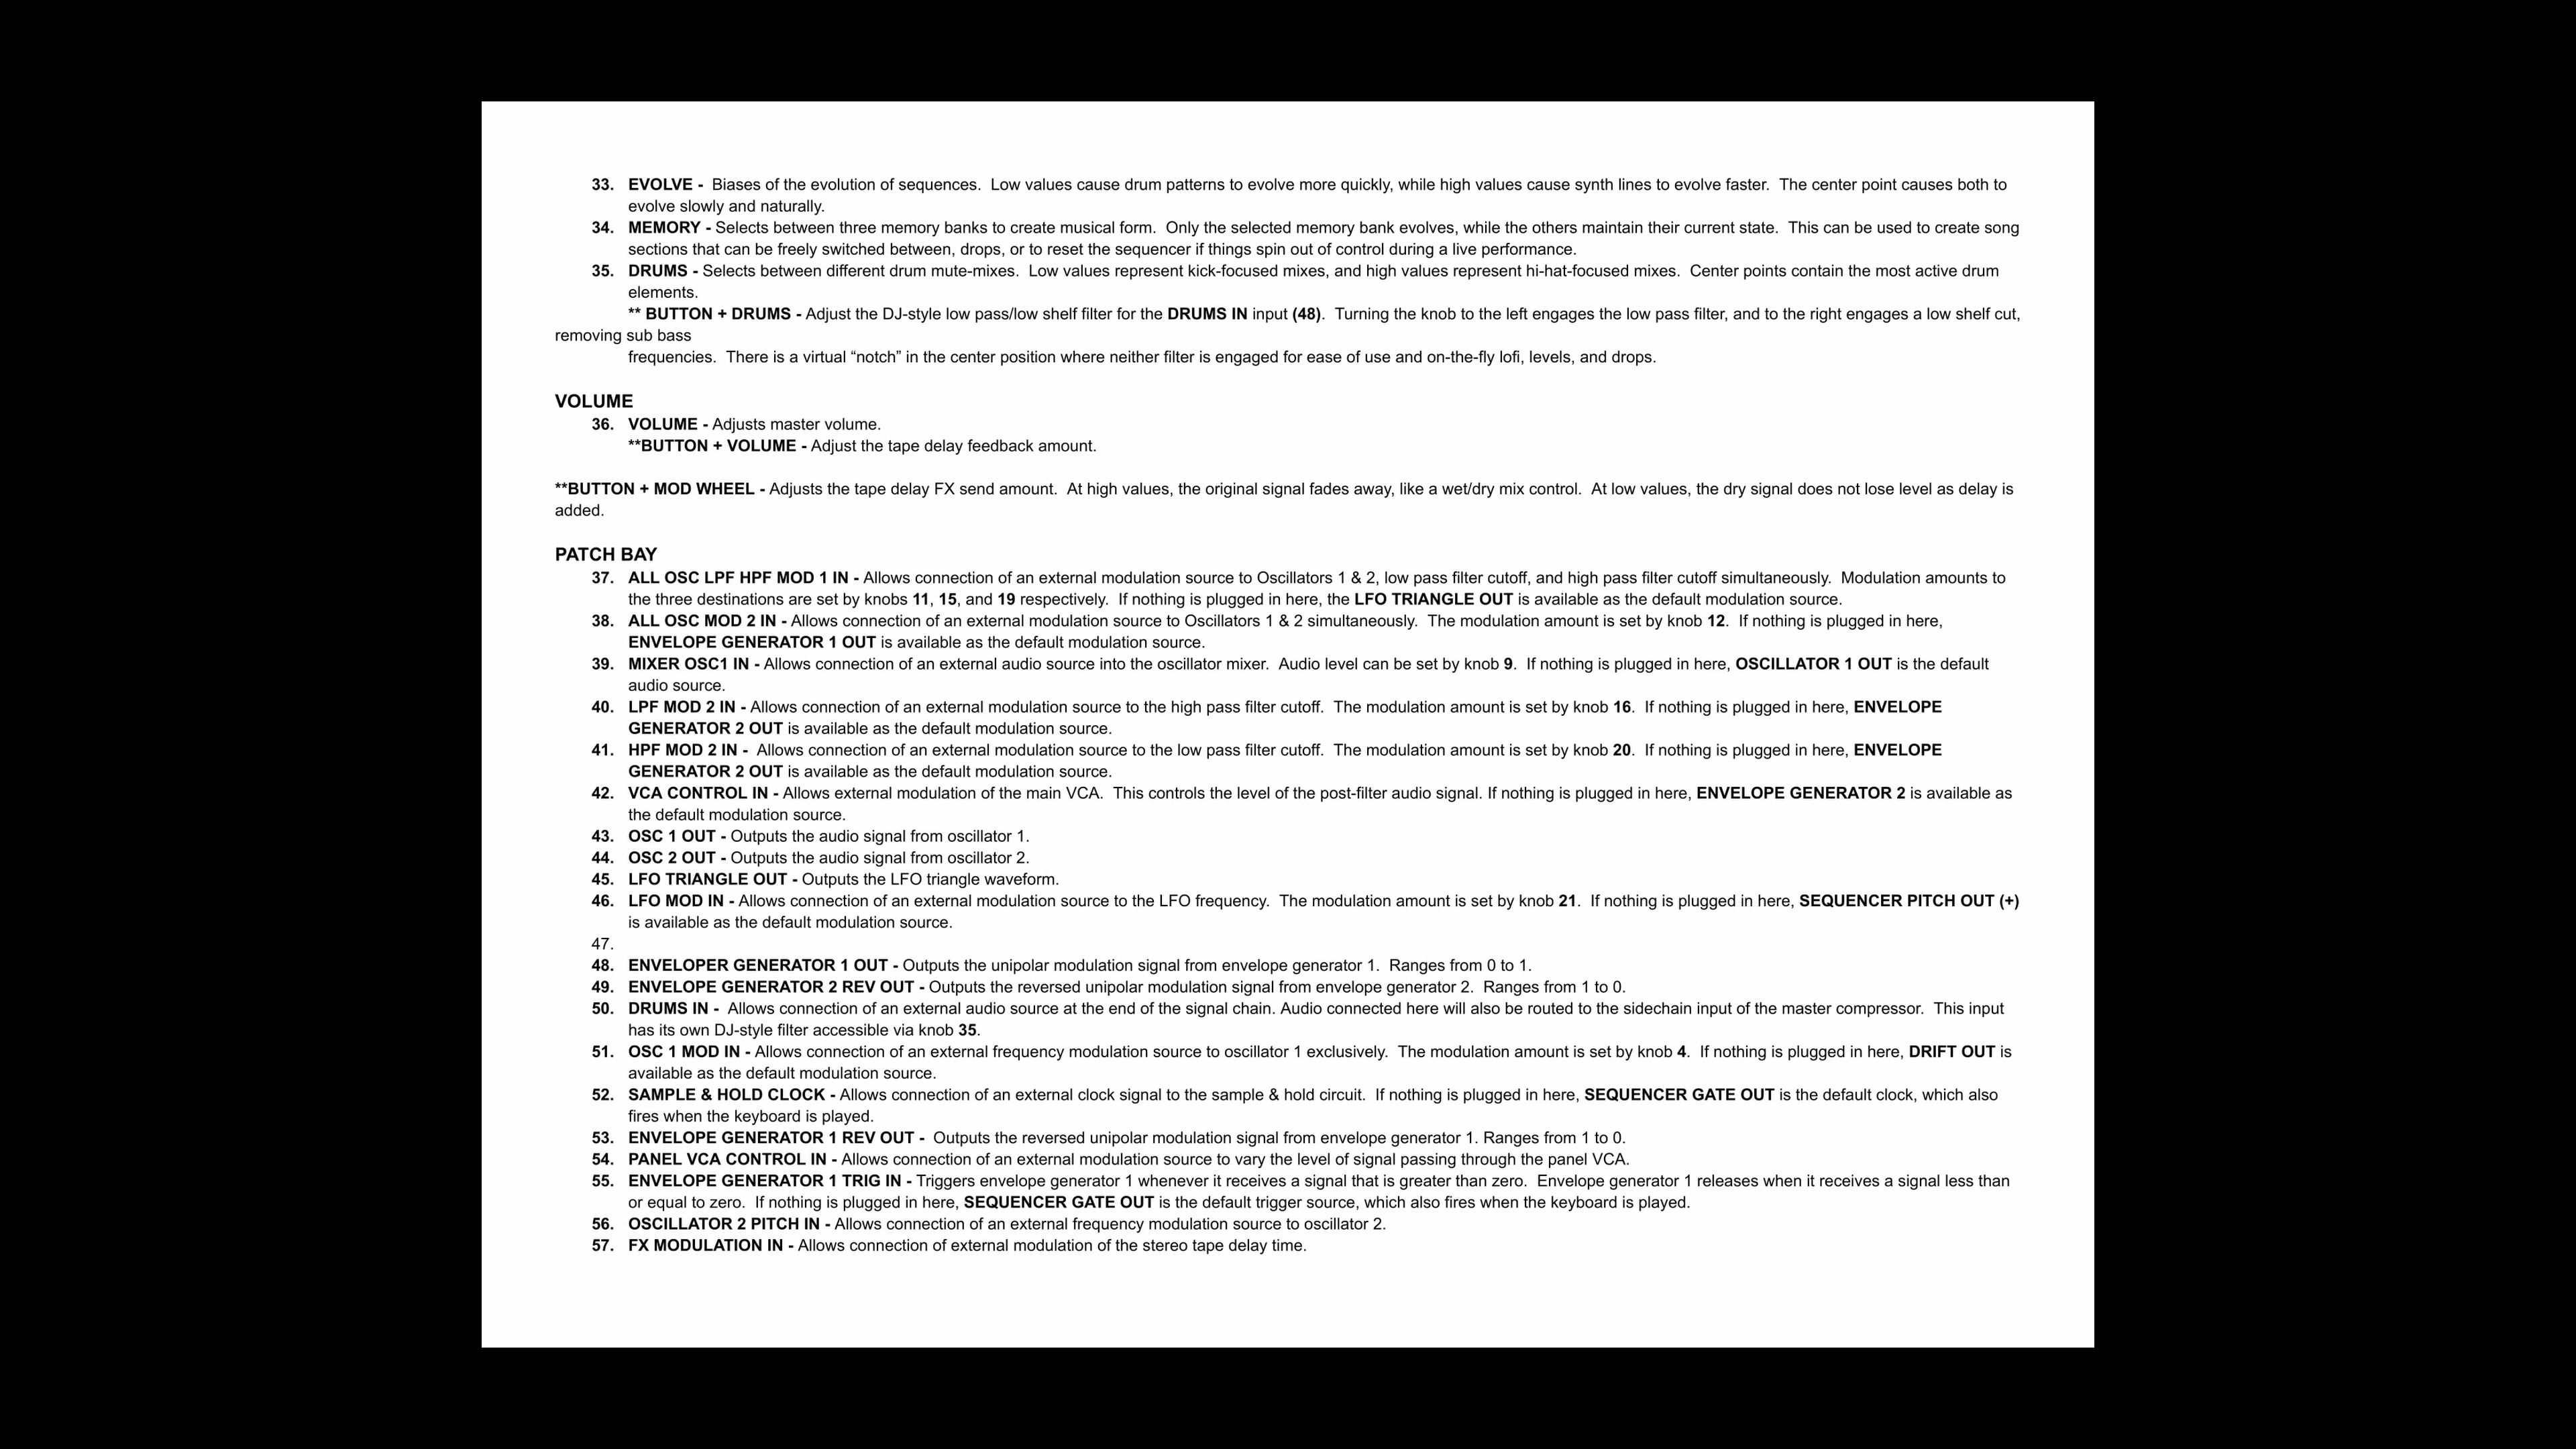 33. EVOLVE - Biases of the evolution of sequences. Low values cause drum patterns to evolve more quickly, while high values cause synth lines to evolve faster. The center point causes both to
evolve slowly and naturally.
34. MEMORY - Selects between three memory banks to create musical form. Only the selected memory bank evolves, while the others maintain their current state. This can be used to create song
sections that can be freely switched between, drops, or to reset the sequencer if things spin out of control during a live performance.
35. DRUMS - Selects between different drum mute-mixes. Low values represent kick-focused mixes, and high values represent hi-hat-focused mixes. Center points contain the most active drum
elements.
** BUTTON + DRUMS - Adjust the DJ-style low pass/low shelf filter for the DRUMS IN input (48). Turning the knob to the left engages the low pass filter, and to the right engages a low shelf cut,
removing sub bass
frequencies. There is a virtual “notch” in the center position where neither filter is engaged for ease of use and on-the-fly lofi, levels, and drops.
VOLUME
36. VOLUME - Adjusts master volume.
**BUTTON + VOLUME - Adjust the tape delay feedback amount.
**BUTTON + MOD WHEEL - Adjusts the tape delay FX send amount. At high values, the original signal fades away, like a wet/dry mix control. At low values, the dry signal does not lose level as delay is
added.
PATCH BAY
37. ALL OSC LPF HPF MOD 1 IN - Allows connection of an external modulation source to Oscillators 1 & 2, low pass filter cutoff, and high pass filter cutoff simultaneously. Modulation amounts to
the three destinations are set by knobs 11, 15, and 19 respectively. If nothing is plugged in here, the LFO TRIANGLE OUT is available as the default modulation source.
38. ALL OSC MOD 2 IN - Allows connection of an external modulation source to Oscillators 1 & 2 simultaneously. The modulation amount is set by knob 12. If nothing is plugged in here,
ENVELOPE GENERATOR 1 OUT is available as the default modulation source.
39. MIXER OSC1 IN - Allows connection of an external audio source into the oscillator mixer. Audio level can be set by knob 9. If nothing is plugged in here, OSCILLATOR 1 OUT is the default
audio source.
40. LPF MOD 2 IN - Allows connection of an external modulation source to the high pass filter cutoff. The modulation amount is set by knob 16. If nothing is plugged in here, ENVELOPE
GENERATOR 2 OUT is available as the default modulation source.
41. HPF MOD 2 IN - Allows connection of an external modulation source to the low pass filter cutoff. The modulation amount is set by knob 20. If nothing is plugged in here, ENVELOPE
GENERATOR 2 OUT is available as the default modulation source.
42. VCA CONTROL IN - Allows external modulation of the main VCA. This controls the level of the post-filter audio signal. If nothing is plugged in here, ENVELOPE GENERATOR 2 is available as
the default modulation source.
43. OSC 1 OUT - Outputs the audio signal from oscillator 1.
44. OSC 2 OUT - Outputs the audio signal from oscillator 2.
45. LFO TRIANGLE OUT - Outputs the LFO triangle waveform.
46. LFO MOD IN - Allows connection of an external modulation source to the LFO frequency. The modulation amount is set by knob 21. If nothing is plugged in here, SEQUENCER PITCH OUT (+)
is available as the default modulation source.
47.
48. ENVELOPER GENERATOR 1 OUT - Outputs the unipolar modulation signal from envelope generator 1. Ranges from 0 to 1.
49. ENVELOPE GENERATOR 2 REV OUT - Outputs the reversed unipolar modulation signal from envelope generator 2. Ranges from 1 to 0.
50. DRUMS IN - Allows connection of an external audio source at the end of the signal chain. Audio connected here will also be routed to the sidechain input of the master compressor. This input
has its own DJ-style filter accessible via knob 35.
51. OSC 1 MOD IN - Allows connection of an external frequency modulation source to oscillator 1 exclusively. The modulation amount is set by knob 4. If nothing is plugged in here, DRIFT OUT is
available as the default modulation source.
52. SAMPLE & HOLD CLOCK - Allows connection of an external clock signal to the sample & hold circuit. If nothing is plugged in here, SEQUENCER GATE OUT is the default clock, which also
fires when the keyboard is played.
53. ENVELOPE GENERATOR 1 REV OUT - Outputs the reversed unipolar modulation signal from envelope generator 1. Ranges from 1 to 0.
54. PANEL VCA CONTROL IN - Allows connection of an external modulation source to vary the level of signal passing through the panel VCA.
55. ENVELOPE GENERATOR 1 TRIG IN - Triggers envelope generator 1 whenever it receives a signal that is greater than zero. Envelope generator 1 releases when it receives a signal less than
or equal to zero. If nothing is plugged in here, SEQUENCER GATE OUT is the default trigger source, which also fires when the keyboard is played.
56. OSCILLATOR 2 PITCH IN - Allows connection of an external frequency modulation source to oscillator 2.
57. FX MODULATION IN - Allows connection of external modulation of the stereo tape delay time.